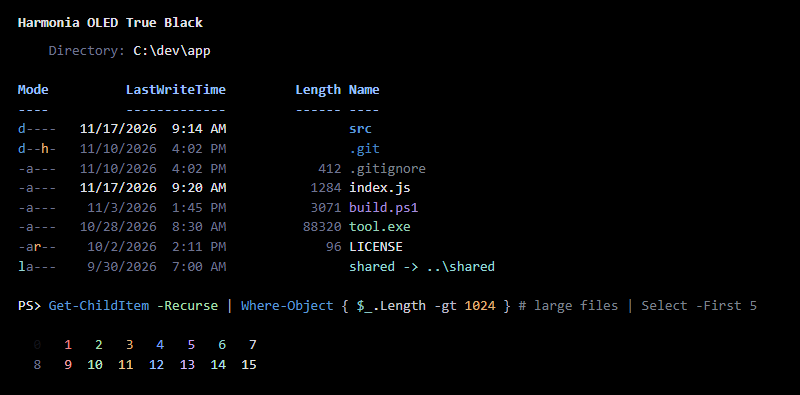 Harmonia OLED True Black
Directory: C:\dev\app
Mode LastWriteTime Length Name
---- ------------- ------ ----
d---- 11/17/2026 9:14 AM src
d--h- 11/10/2026 4:02 PM .git
-a--- 11/10/2026 4:02 PM 412 .gitignore
-a--- 11/17/2026 9:20 AM 1284 index.js
-a--- 11/3/2026 1:45 PM 3071 build.ps1
-a--- 10/28/2026 8:30 AM 88320 tool.exe
-ar-- 10/2/2026 2:11 PM 96 LICENSE
la--- 9/30/2026 7:00 AM shared -> ..\shared
PS> Get-ChildItem -Recurse | Where-Object { $_.Length -gt 1024 } # large files | Select -First 5
0 1 2 3 4 5 6 7
8 9 10 11 12 13 14 15